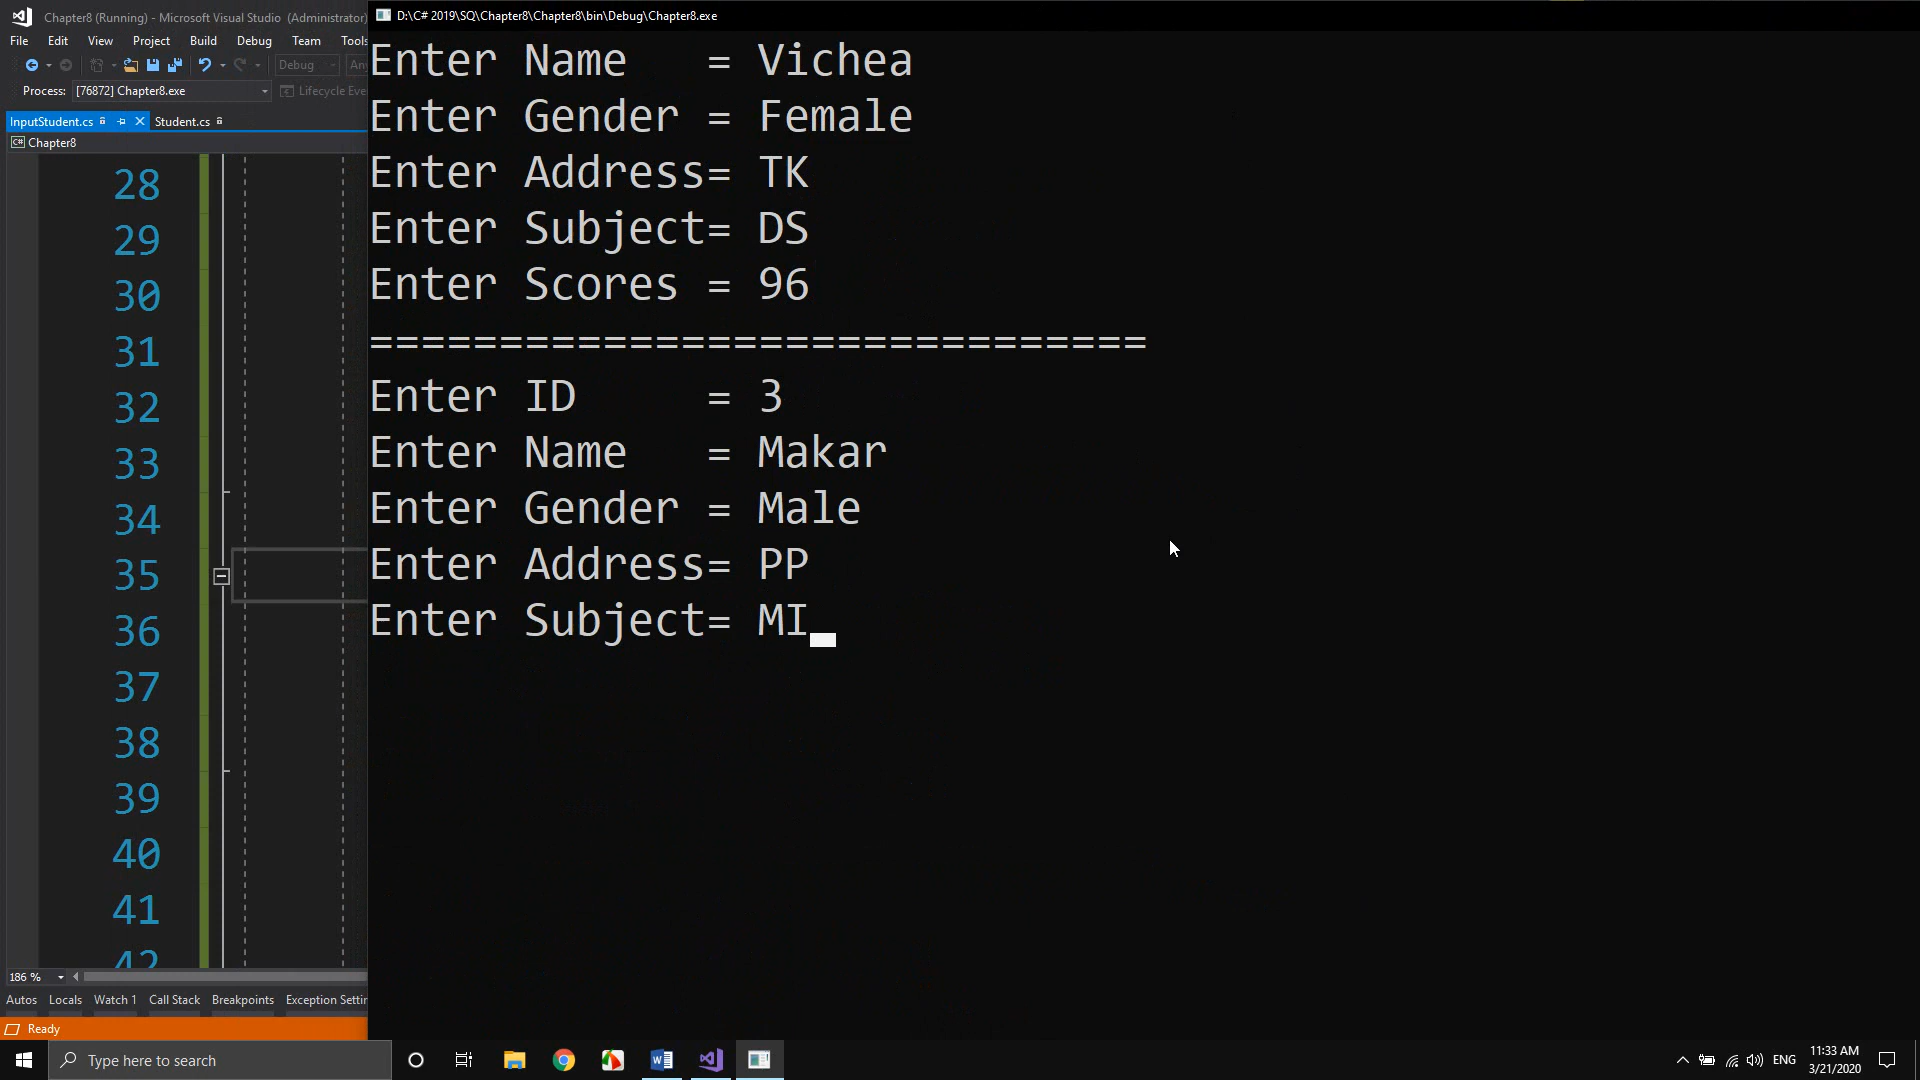 Chapter8 (Running) - Microsoft Visual Studio (Administrator)
D:\C# 2019\SQ\Chapter8\Chapter8\bin\Debug\Chapter8.exe
File Edit View Project Build Debug Team Tools
Debug
Process: [76872] Chapter8.exe Lifecycle
InputStudent.cs Student.cs
C# Chapter8
28
29
30
31
32
33
34
35
36
37
38
39
40
41
42
Enter Name   = Vichea
Enter Gender = Female
Enter Address= TK
Enter Subject= DS
Enter Scores = 96
==============================
Enter ID     = 3
Enter Name   = Makar
Enter Gender = Male
Enter Address= PP
Enter Subject= MI
186 %
Autos Locals Watch 1 Call Stack Breakpoints Exception
Ready
Type here to search
ENG
11:33 AM
3/21/2020